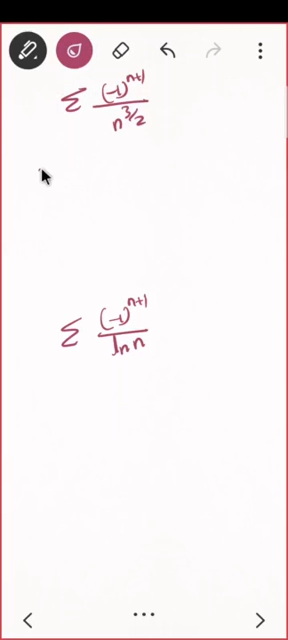 Σ (-1)^{n+1} / n^{3/2}
Σ (-1)^{n+1} / ln n